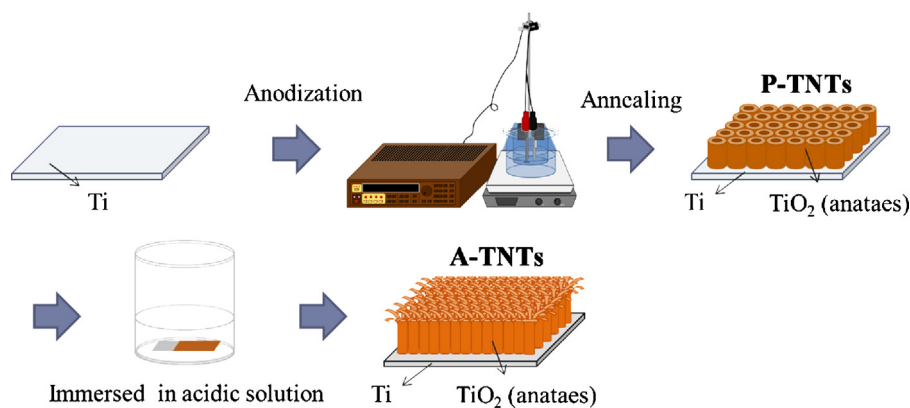 Anodization
Anncaling
P-TNTs
Ti
Ti
TiO₂ (anataes)
A-TNTs
Immersed in acidic solution
Ti
TiO₂ (anataes)